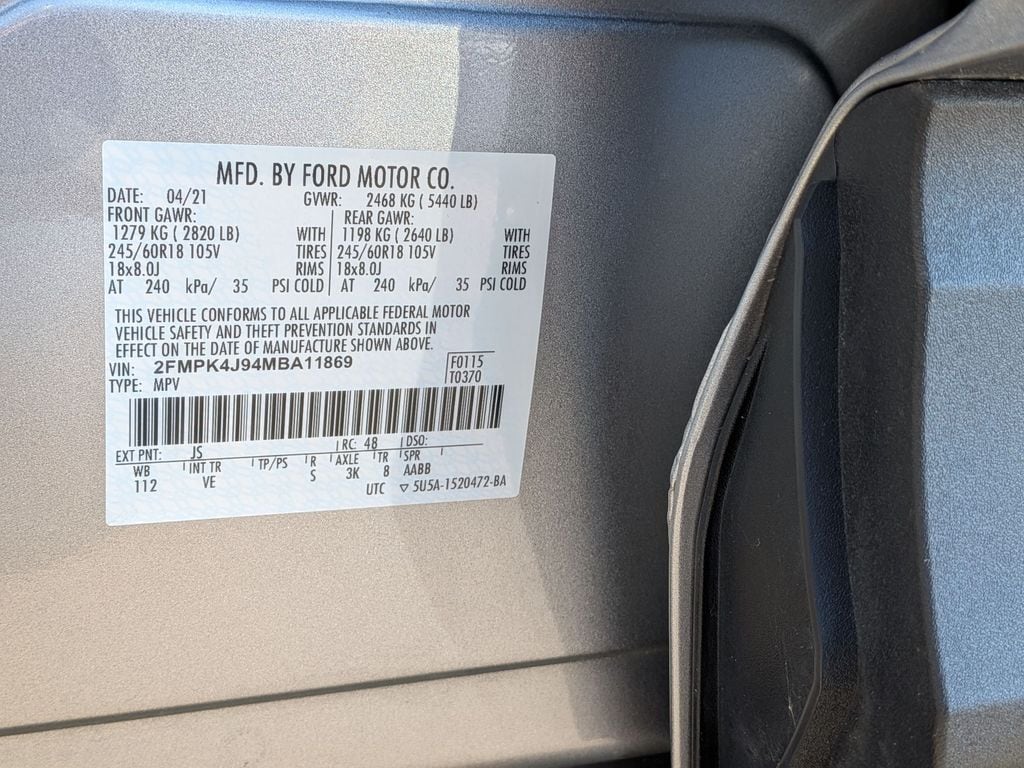 MFD. BY FORD MOTOR CO.
DATE: 04/21 GVWR: 2468 KG ( 5440 LB)
FRONT GAWR: REAR GAWR:
1279 KG ( 2820 LB) WITH 1198 KG ( 2640 LB) WITH
245/60R18 105V TIRES 245/60R18 105V TIRES
18x8.0J RIMS 18x8.0J RIMS
AT 240 kPa/ 35 PSI COLD AT 240 kPa/ 35 PSI COLD
THIS VEHICLE CONFORMS TO ALL APPLICABLE FEDERAL MOTOR
VEHICLE SAFETY AND THEFT PREVENTION STANDARDS IN
EFFECT ON THE DATE OF MANUFACTURE SHOWN ABOVE.
VIN: 2FMPK4J94MBA11869 F0115
TYPE: MPV T0370
EXT PNT: JS RC: 48 DSO:
WB INT TR TP/PS R AXLE TR SPR
112 VE S 3K 8 AABB
UTC ▽ 5U5A-1520472-BA